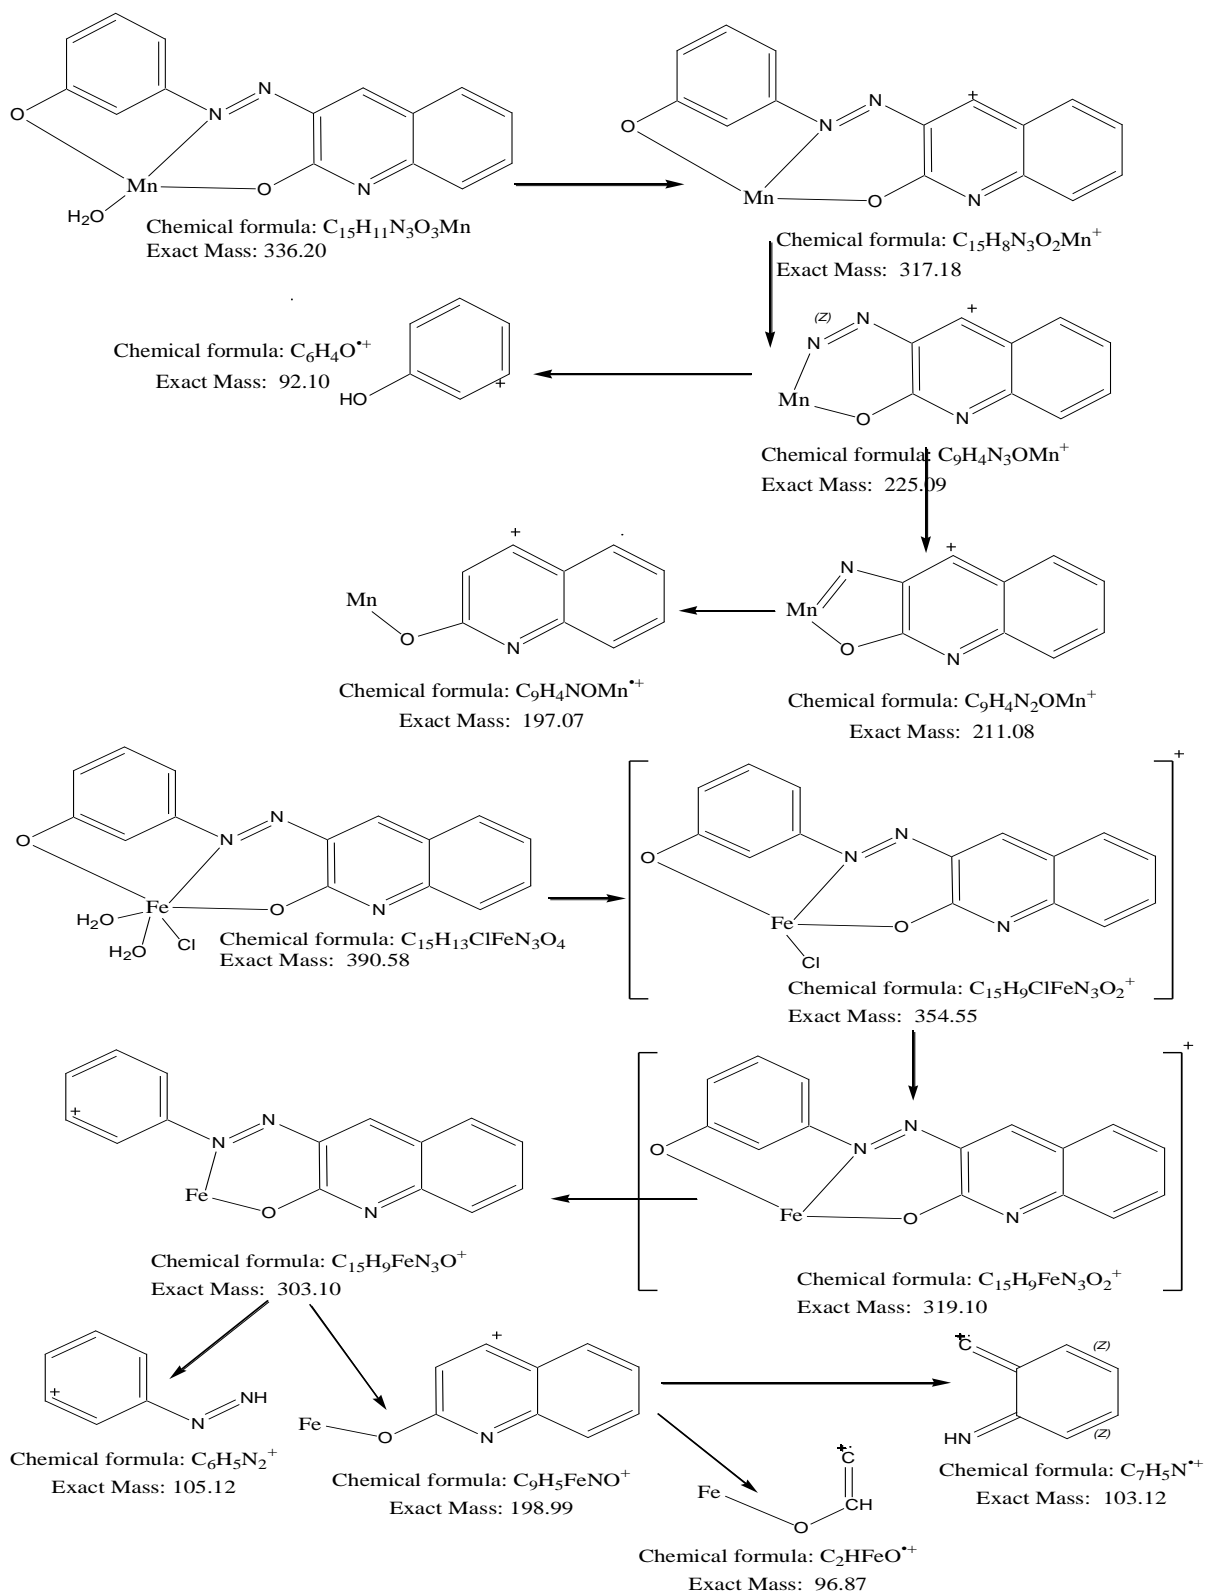 O
N
N
Mn
O
N
H₂O
Chemical formula: C₁₅H₁₁N₃O₃Mn
Exact Mass: 336.20
O
N
N
+
Mn
O
N
Chemical formula: C₁₅H₈N₃O₂Mn⁺
Exact Mass: 317.18
Chemical formula: C₆H₄O•⁺
Exact Mass: 92.10
HO
+
(Z)
N
N
+
Mn
O
N
Chemical formula: C₉H₄N₃OMn⁺
Exact Mass: 225.09
+
Mn
O
N
Chemical formula: C₉H₄NOMn•⁺
Exact Mass: 197.07
+
N
Mn
O
N
Chemical formula: C₉H₄N₂OMn⁺
Exact Mass: 211.08
O
N
N
Fe
O
N
H₂O
H₂O
Cl
Chemical formula: C₁₅H₁₃ClFeN₃O₄
Exact Mass: 390.58
+
O
N
N
Fe
O
N
Cl
Chemical formula: C₁₅H₉ClFeN₃O₂⁺
Exact Mass: 354.55
+
N
N
Fe
O
N
Chemical formula: C₁₅H₉FeN₃O⁺
Exact Mass: 303.10
+
O
N
N
Fe
O
N
Chemical formula: C₁₅H₉FeN₃O₂⁺
Exact Mass: 319.10
+
N
NH
Chemical formula: C₆H₅N₂⁺
Exact Mass: 105.12
+
Fe
O
N
Chemical formula: C₉H₅FeNO⁺
Exact Mass: 198.99
+•
C
CH
Fe
O
Chemical formula: C₂HFeO•⁺
Exact Mass: 96.87
+•
C
(Z)
(Z)
HN
Chemical formula: C₇H₅N•⁺
Exact Mass: 103.12